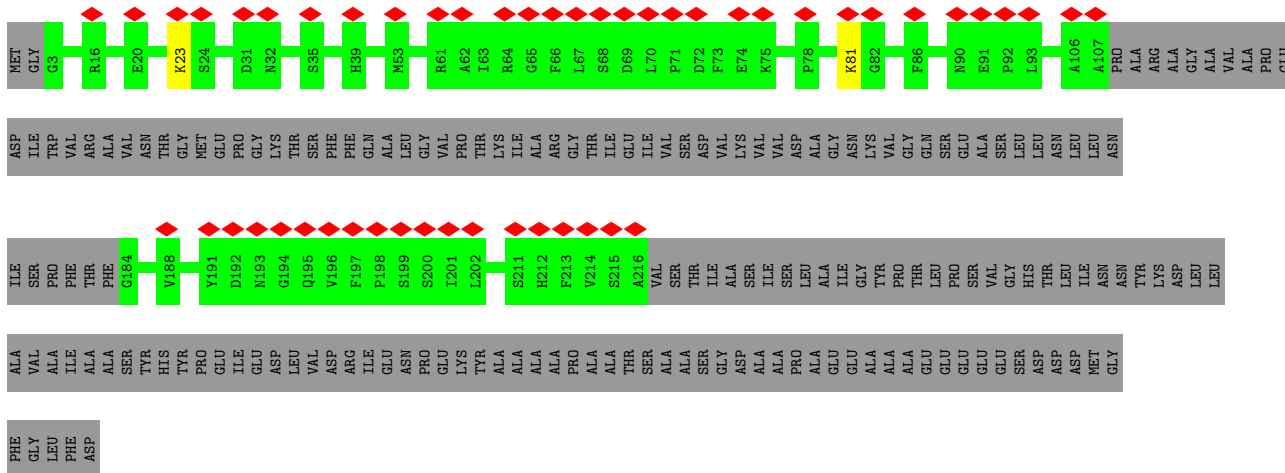 MET GLY G3 R16 E20 K23 S24 D31 N32 S35 H39 M53 R61 A62 I63 R64 G65 F66 L67 S68 D69 L70 P71 D72 F73 E74 K75 P78 K81 G82 F86 N90 E91 P92 L93 A106 A107 PRO ALA ARG ALA GLY ALA VAL ALA PRO GLU
ASP ILE TRP VAL ARG ALA VAL ASN THR GLY MET GLU PRO GLY LYS THR SER PHE PHE GLN ALA LEU GLY VAL PRO THR LYS ILE ALA ARG GLY THR ILE GLU ILE VAL SER ASP VAL LYS VAL VAL ASP ALA GLY ASN LYS VAL GLY GLN SER GLU ALA SER LEU LEU ASN LEU LEU ASN
ILE SER PRO PHE THR PHE G184 V188 Y191 D192 N193 G194 Q195 V196 F197 P198 S199 S200 I201 L202 S211 H212 F213 V214 S215 A216 VAL SER THR ILE ALA SER ILE SER LEU ALA ILE GLY TYR PRO THR LEU PRO SER VAL GLY HIS THR LEU ILE ASN ASN TYR LYS ASP LEU LEU
ALA VAL ALA ILE ALA ALA SER TYR HIS TYR PRO GLU ILE GLU ASP LEU VAL ASP ARG ILE GLU ASN PRO GLU LYS TYR ALA ALA ALA ALA PRO ALA ALA THR SER ALA ALA SER GLY ASP ALA ALA PRO ALA GLU GLU ALA ALA ALA GLU GLU GLU GLU GLU SER ASP ASP ASP MET GLY
PHE GLY LEU PHE ASP